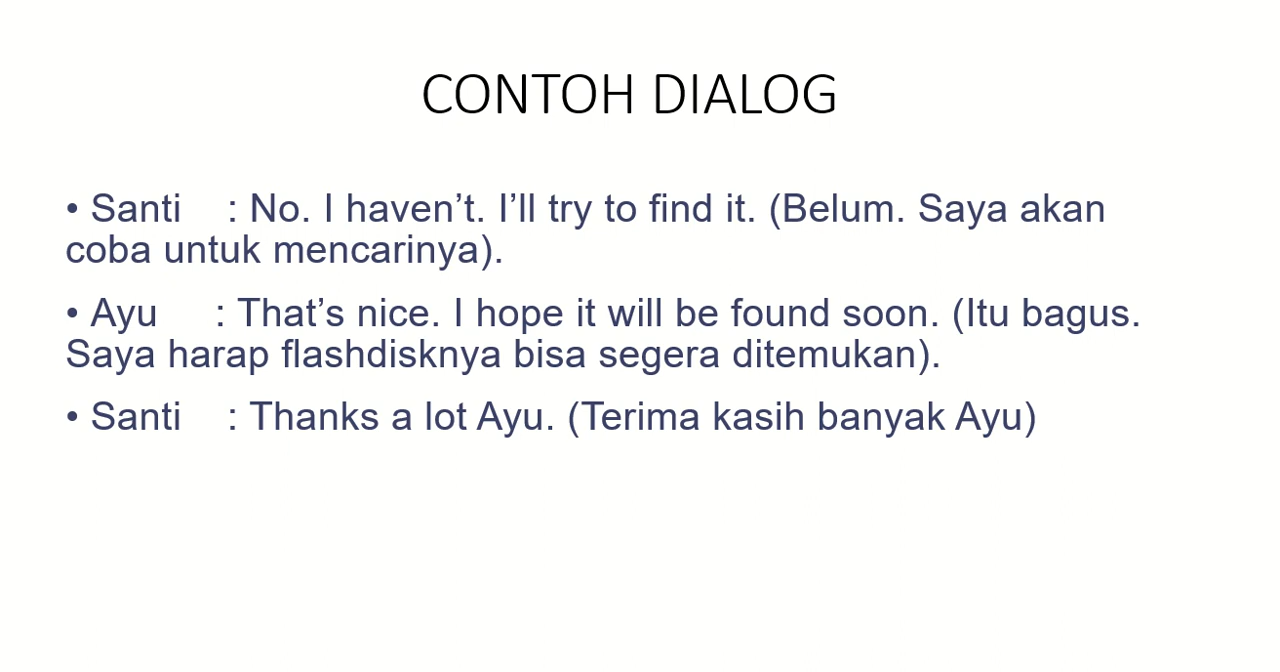 CONTOH DIALOG
• Santi : No. I haven’t. I’ll try to find it. (Belum. Saya akan
coba untuk mencarinya).
• Ayu : That’s nice. I hope it will be found soon. (Itu bagus.
Saya harap flashdisknya bisa segera ditemukan).
• Santi : Thanks a lot Ayu. (Terima kasih banyak Ayu)